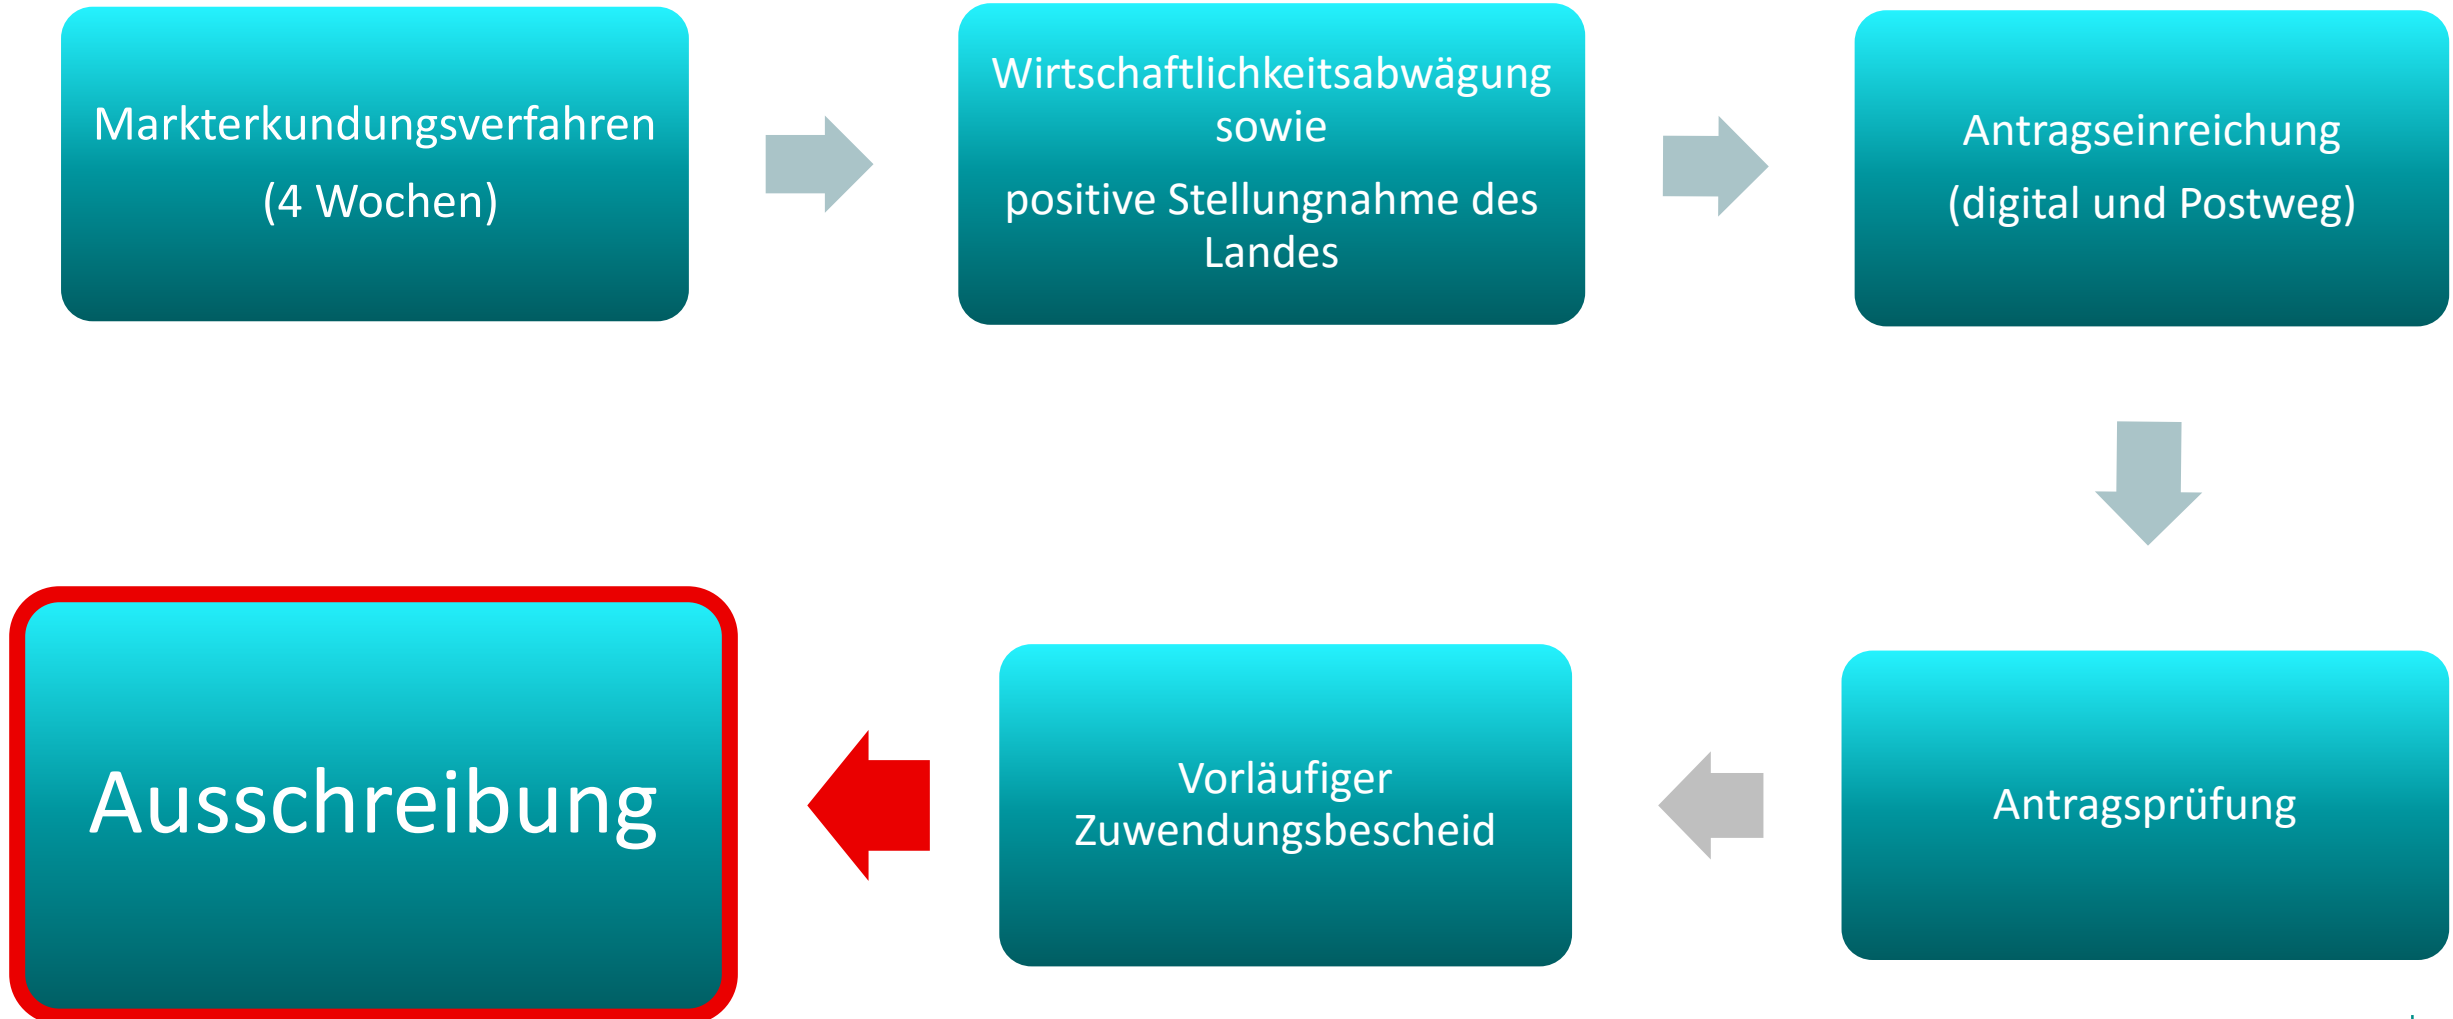 Markterkundungsverfahren
(4 Wochen)
Wirtschaftlichkeitsabwägung
sowie
positive Stellungnahme des
Landes
Antragseinreichung
(digital und Postweg)
Antragsprüfung
Vorläufiger
Zuwendungsbescheid
Ausschreibung